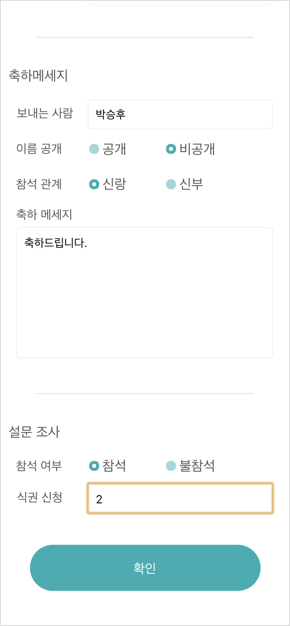 축하메세지
보내는 사람 박승후
이름 공개 공개 비공개
참석 관계 신랑 신부
축하 메세지
축하드립니다.
설문 조사
참석 여부 참석 불참석
식권 신청 2
확인